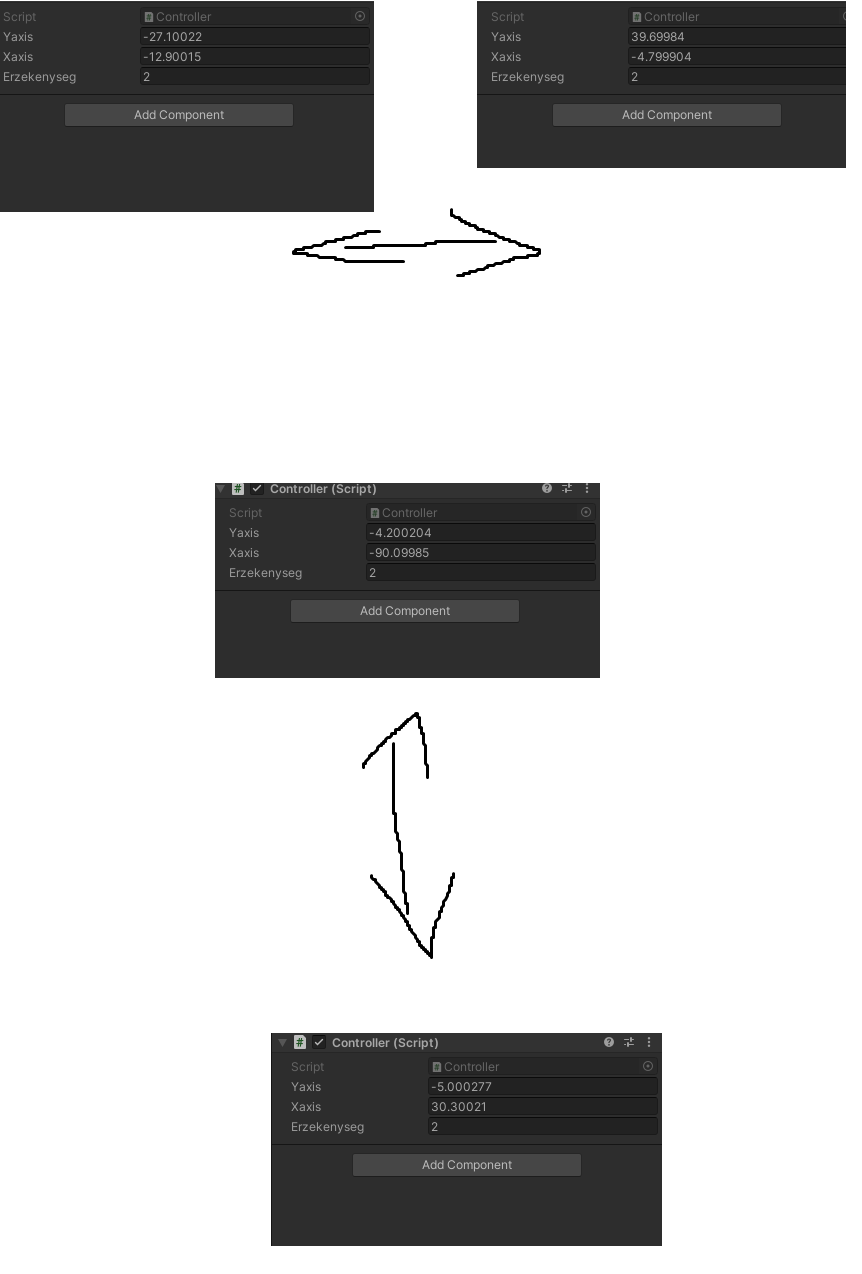 Script Controller
Yaxis -27.10022
Xaxis -12.90015
Erzekenyseg 2
Add Component
Script Controller
Yaxis 39.69984
Xaxis -4.799904
Erzekenyseg 2
Add Component
# Controller (Script)
Script Controller
Yaxis -4.200204
Xaxis -90.09985
Erzekenyseg 2
Add Component
# Controller (Script)
Script Controller
Yaxis -5.000277
Xaxis 30.30021
Erzekenyseg 2
Add Component